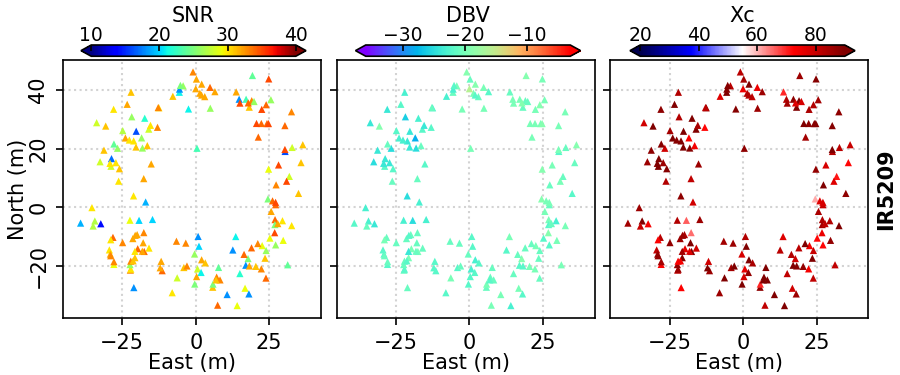 SNR DBV Xc
10 20 30 40 −30 −20 −10 20 40 60 80
40
20
0
−20
North (m)
IR5209
−25 0 25 −25 0 25 −25 0 25
East (m) East (m) East (m)